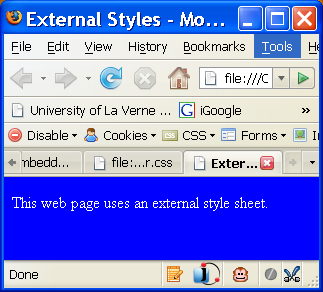 External Styles - Mo...
File Edit View History Bookmarks Tools Help
file:///C
University of La Verne ... iGoogle »
Disable Cookies CSS Forms
mbedd... file:...r.css Exter...
This web page uses an external style sheet.
Done